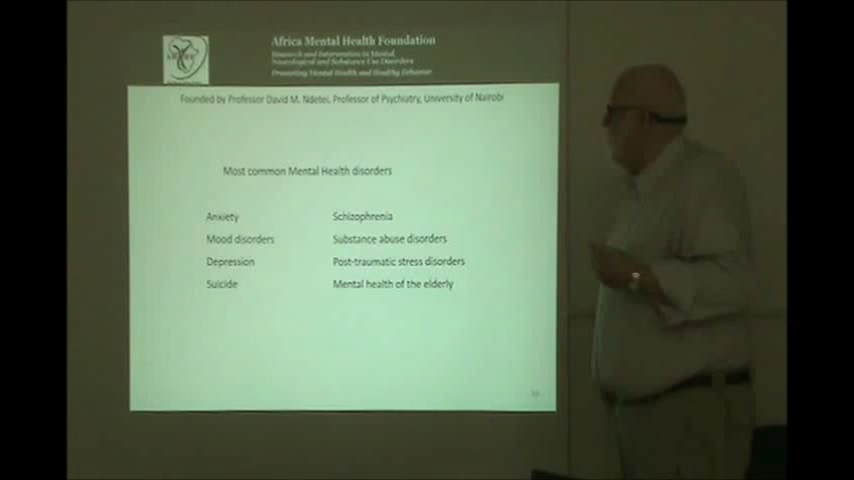 Africa Mental Health Foundation
Research and Intervention in Mental,
Neurological and Substance Use Disorders
Promoting Mental Health and Healthy Behavior
Founded by Professor David M. Ndetei, Professor of Psychiatry, University of Nairobi
Most common Mental Health disorders
Anxiety Schizophrenia
Mood disorders Substance abuse disorders
Depression Post-traumatic stress disorders
Suicide Mental health of the elderly